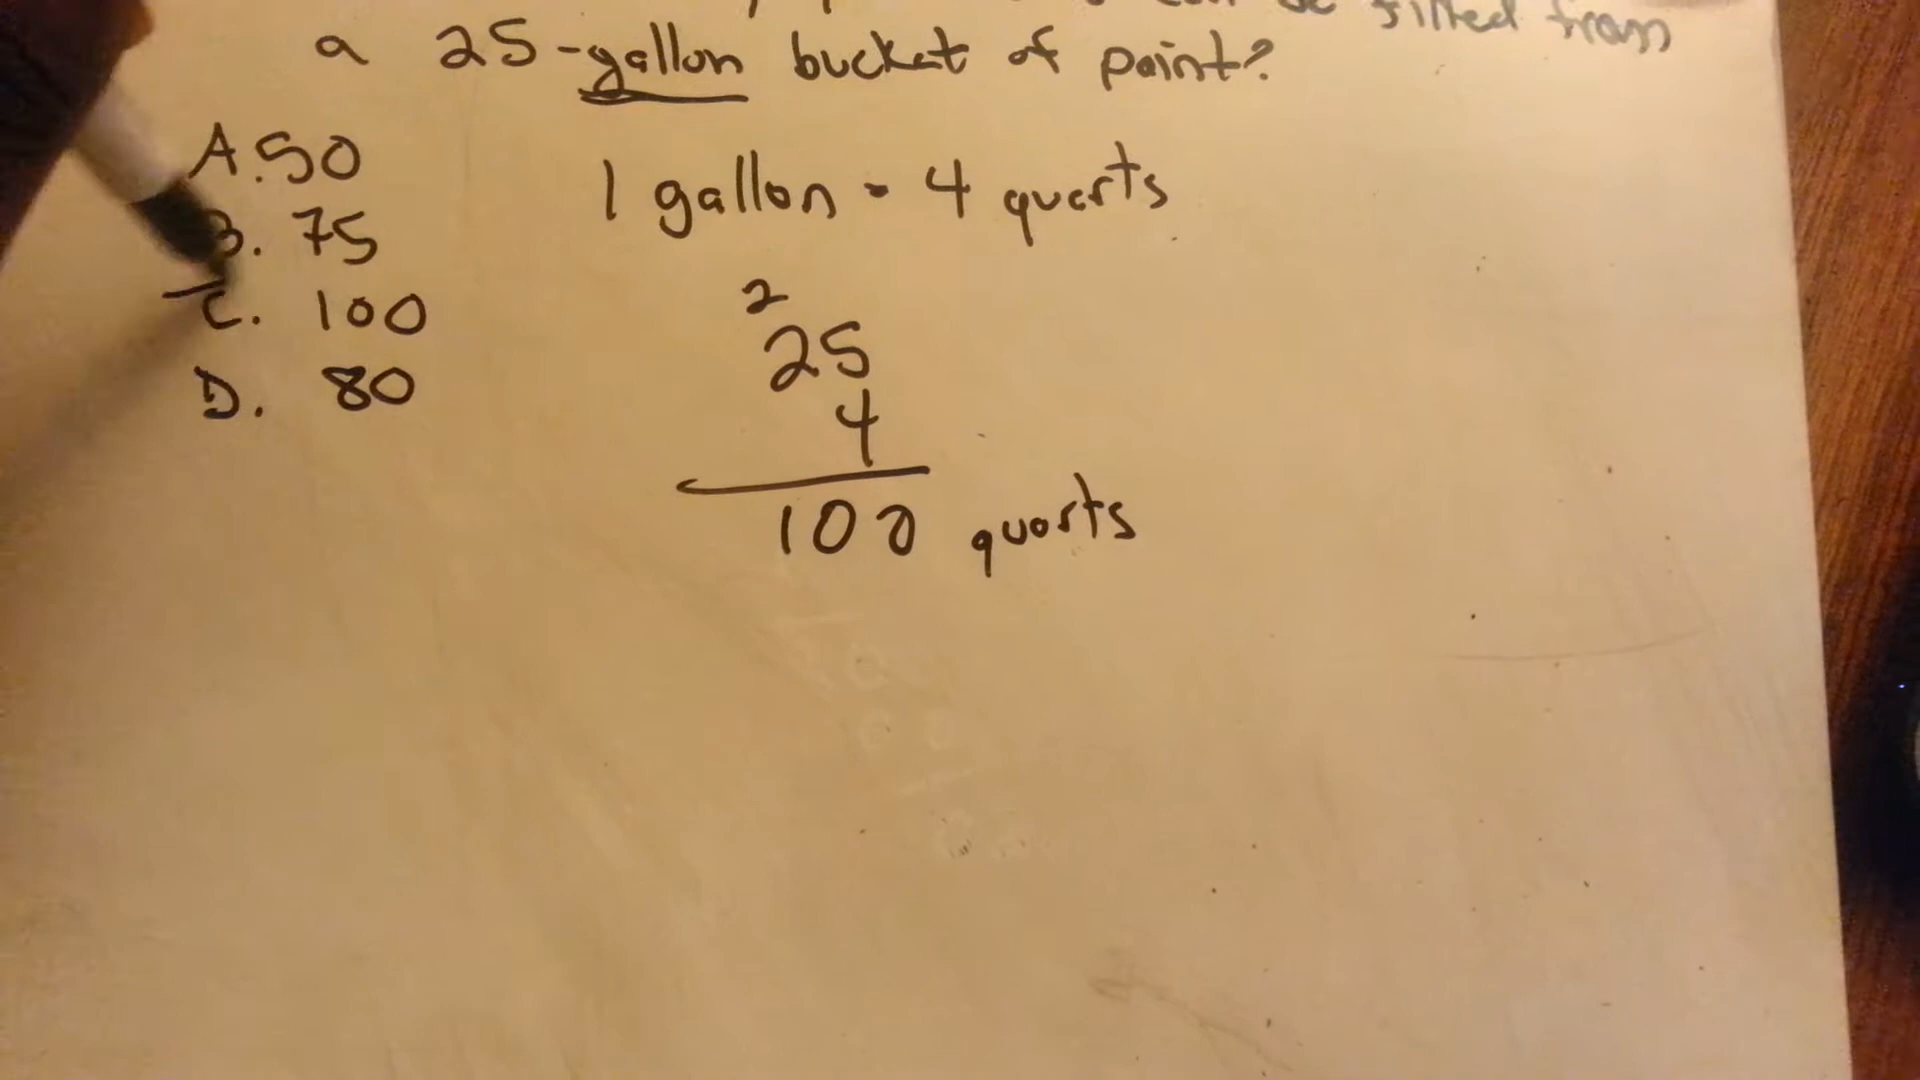 be filled from
a 25-gallon bucket of paint?
A. 50
1 gallon = 4 quarts
B. 75
C. 100
D. 80
2
25
4
100 quarts